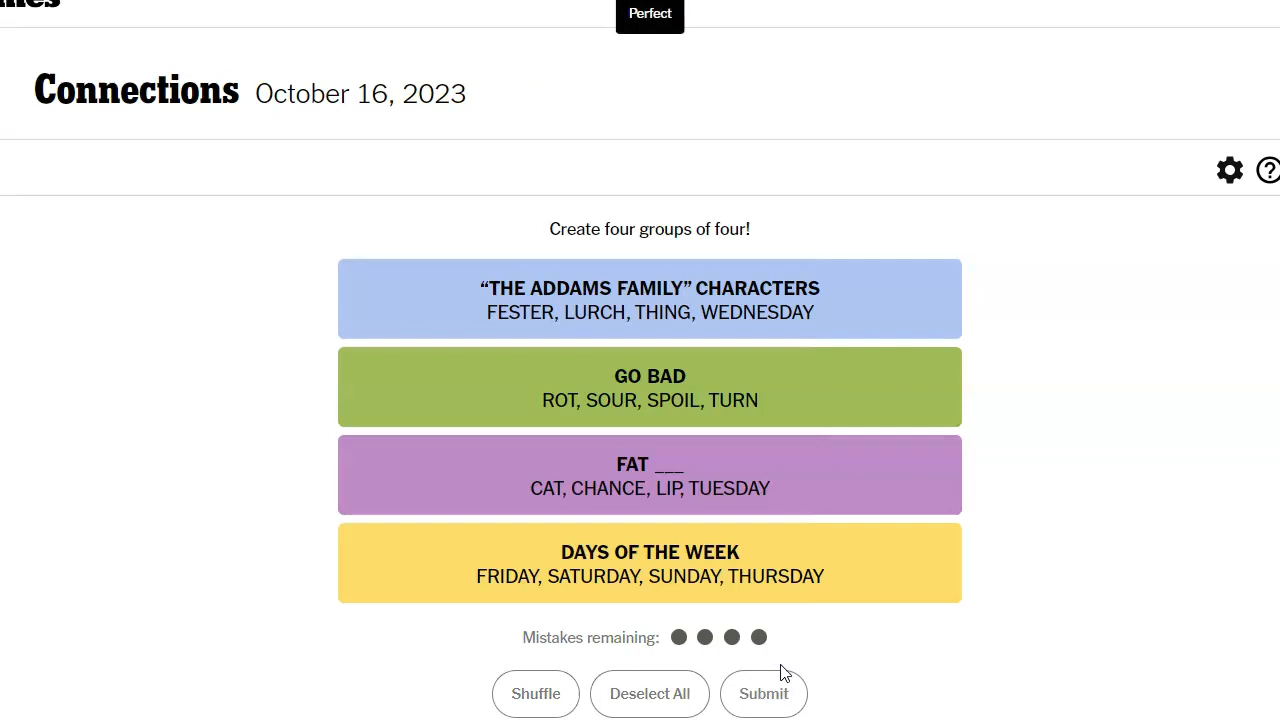 Perfect
Connections October 16, 2023
Create four groups of four!
“THE ADDAMS FAMILY” CHARACTERS
FESTER, LURCH, THING, WEDNESDAY
GO BAD
ROT, SOUR, SPOIL, TURN
FAT ___
CAT, CHANCE, LIP, TUESDAY
DAYS OF THE WEEK
FRIDAY, SATURDAY, SUNDAY, THURSDAY
Mistakes remaining:
Shuffle Deselect All Submit